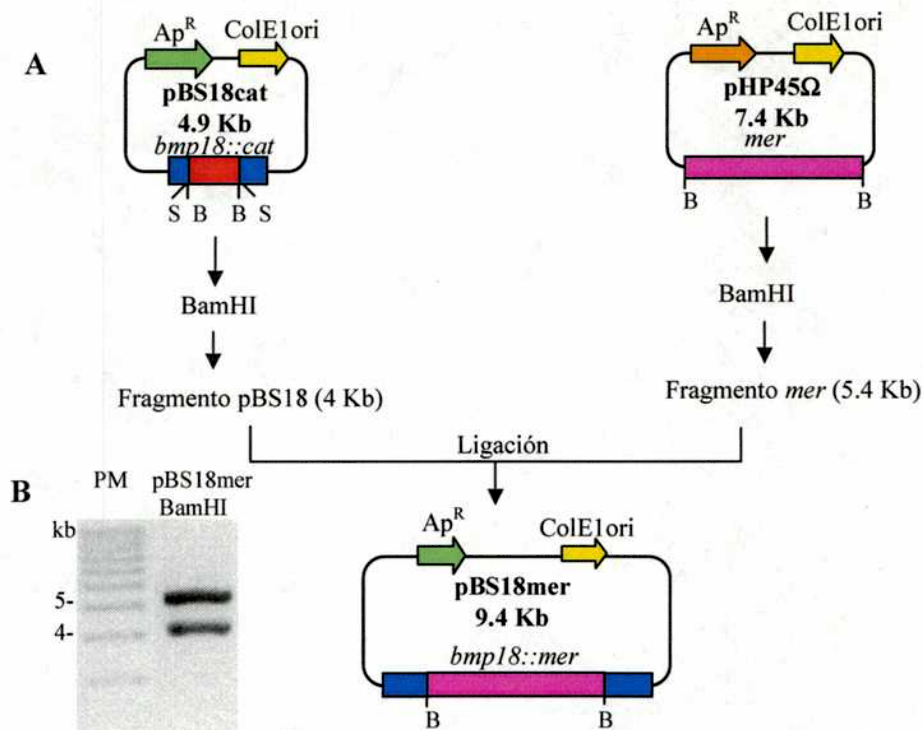 A
Ap^R ColE1ori
pBS18cat
4.9 Kb
bmp18::cat
S B B S
BamHI
Fragmento pBS18 (4 Kb)
Ap^R ColE1ori
pHP45Ω
7.4 Kb
mer
B B
BamHI
Fragmento mer (5.4 Kb)
Ligación
B
PM pBS18mer
BamHI
kb
5-
4-
Ap^R ColE1ori
pBS18mer
9.4 Kb
bmp18::mer
B B